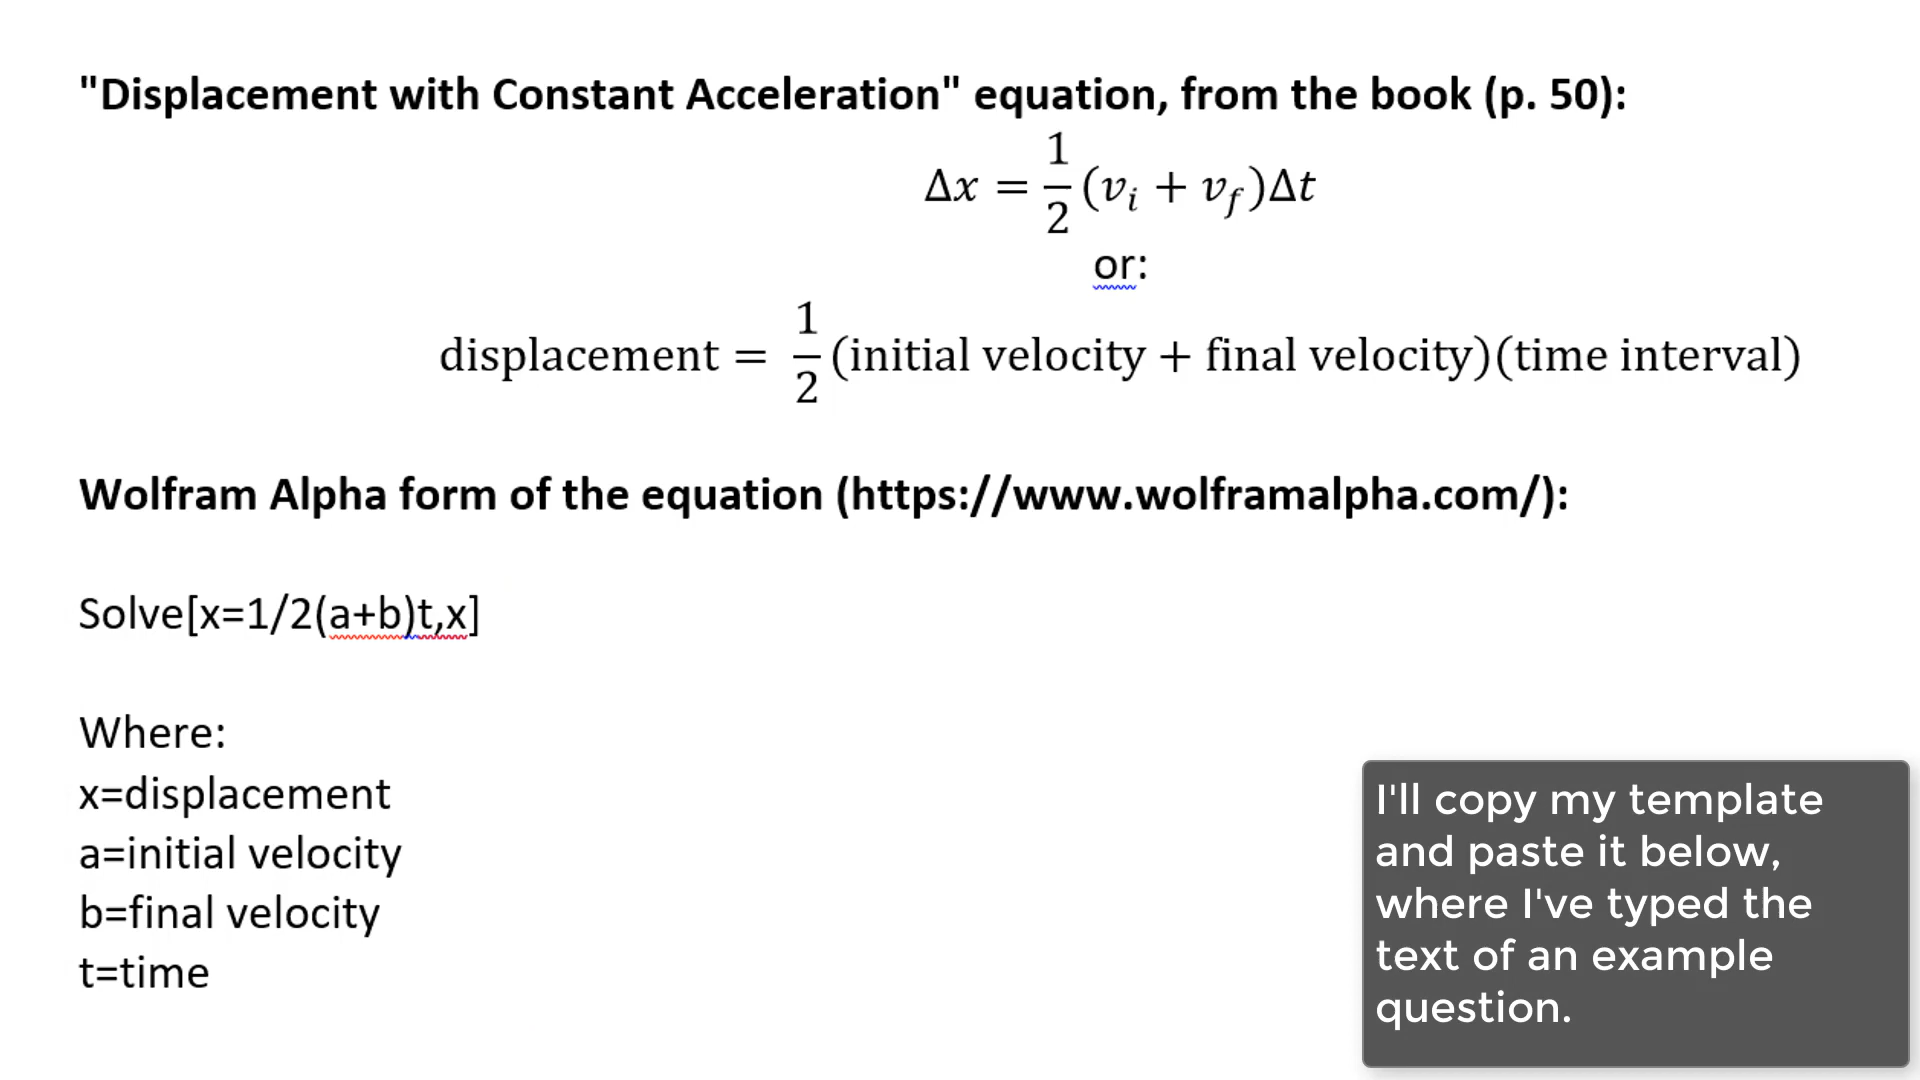 "Displacement with Constant Acceleration" equation, from the book (p. 50):
Δx = 1/2 (v_i + v_f)Δt
or:
displacement = 1/2 (initial velocity + final velocity)(time interval)
Wolfram Alpha form of the equation (https://www.wolframalpha.com/):
Solve[x=1/2(a+b)t,x]
Where:
x=displacement
a=initial velocity
b=final velocity
t=time
I'll copy my template
and paste it below,
where I've typed the
text of an example
question.